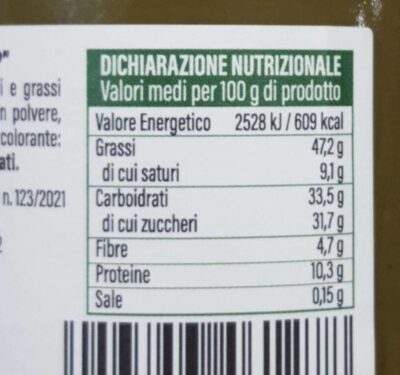 i e grassi
n polvere,
colorante:
ati.
n. 123/2021
DICHIARAZIONE NUTRIZIONALE
Valori medi per 100 g di prodotto
Valore Energetico 2528 kJ / 609 kcal
Grassi 47,2 g
di cui saturi 9,1 g
Carboidrati 33,5 g
di cui zuccheri 31,7 g
Fibre 4,7 g
Proteine 10,3 g
Sale 0,15 g